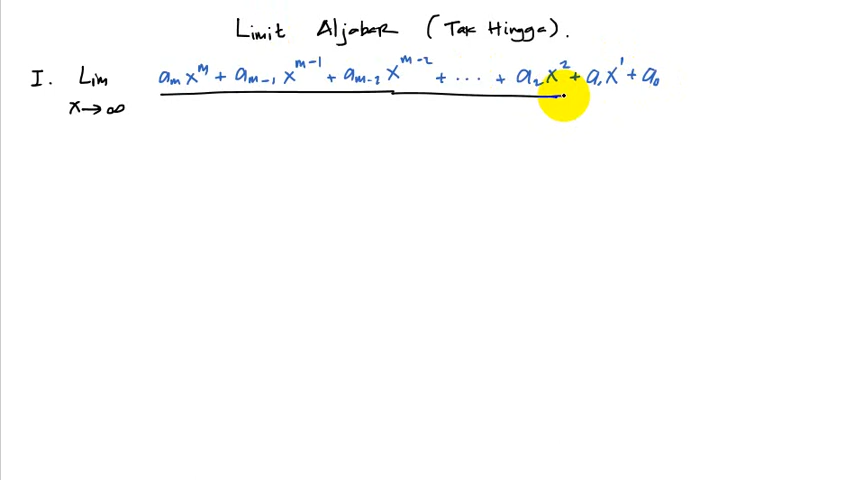 Limit Aljabar (Tak Hingga).
I. Lim a_m x^m + a_{m-1} x^{m-1} + a_{m-2} x^{m-2} + ... + a_2 x^2 + a_1 x^1 + a_0
x→∞